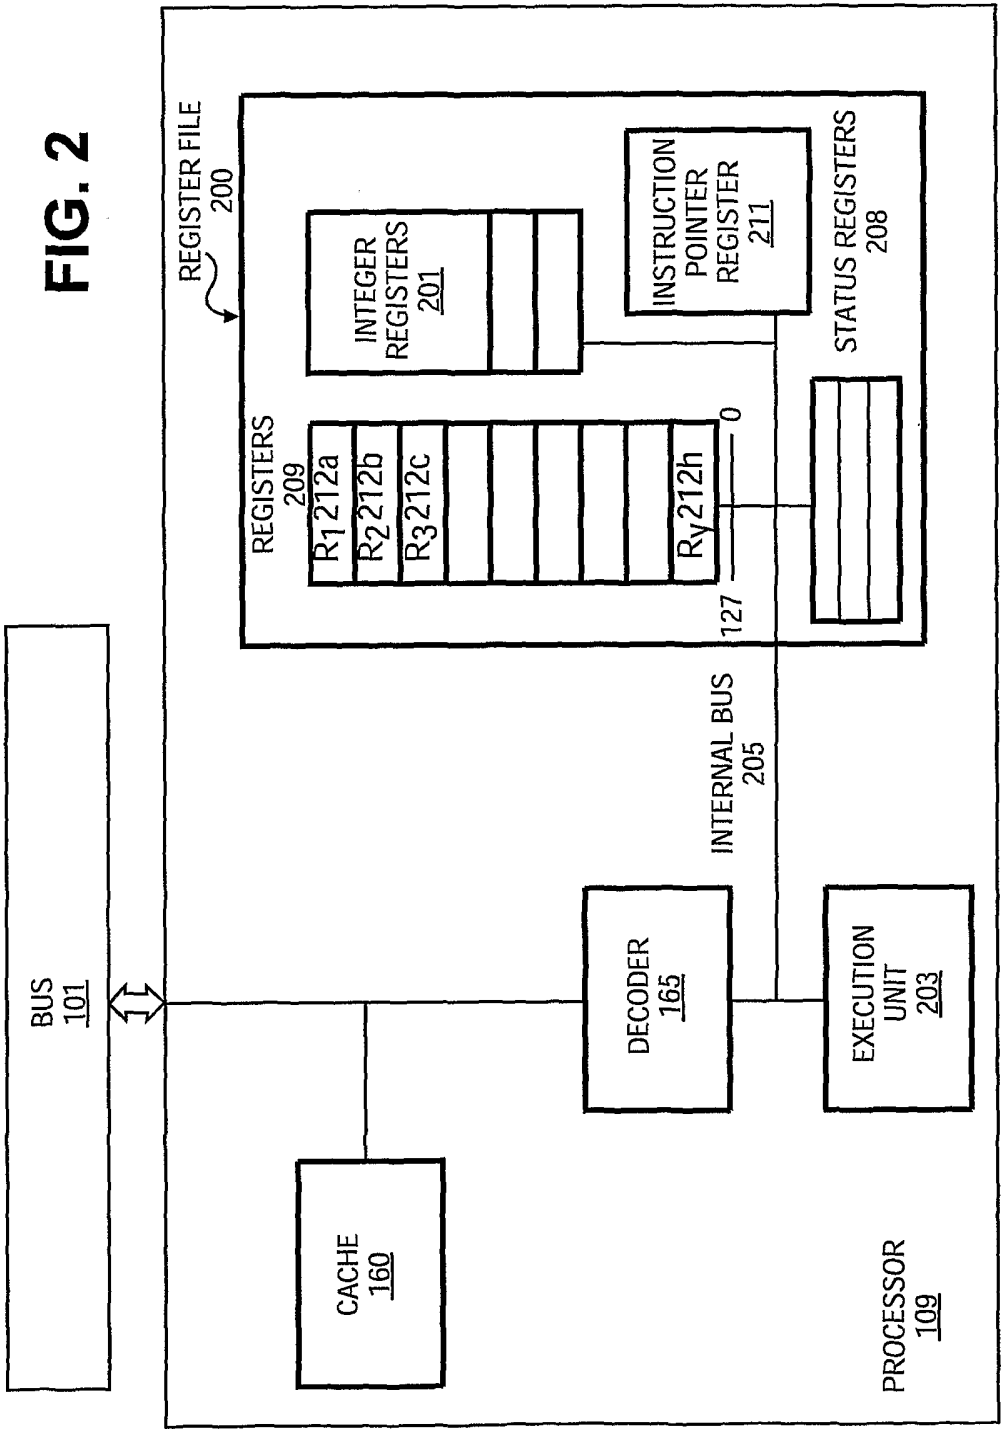 FIG. 2
BUS
101
REGISTER FILE
200
REGISTERS
209
R1 212a
R2 212b
R3 212c
Ry 212h
127
0
INTEGER
REGISTERS
201
INSTRUCTION
POINTER
REGISTER
211
STATUS REGISTERS
208
INTERNAL BUS
205
CACHE
160
DECODER
165
EXECUTION
UNIT
203
PROCESSOR
109